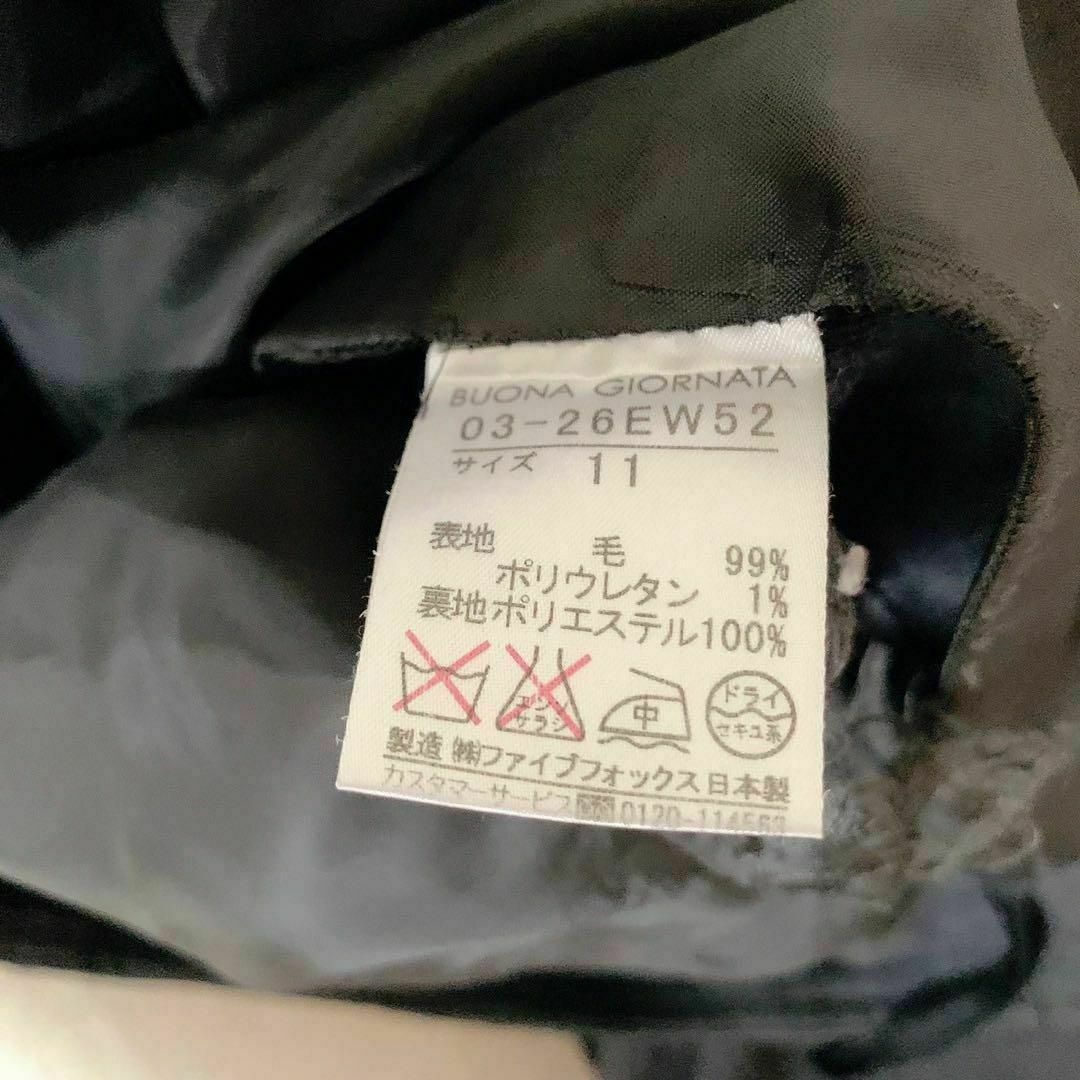 BUONA GIORNATA
03-26EW52
サイズ 11
表地 毛 99%
ポリウレタン 1%
裏地 ポリエステル 100%
エンソ サラシ 中 ドライ セキユ系
製造 ㈱ファイブフォックス 日本製
カスタマーサービス 0120-114563